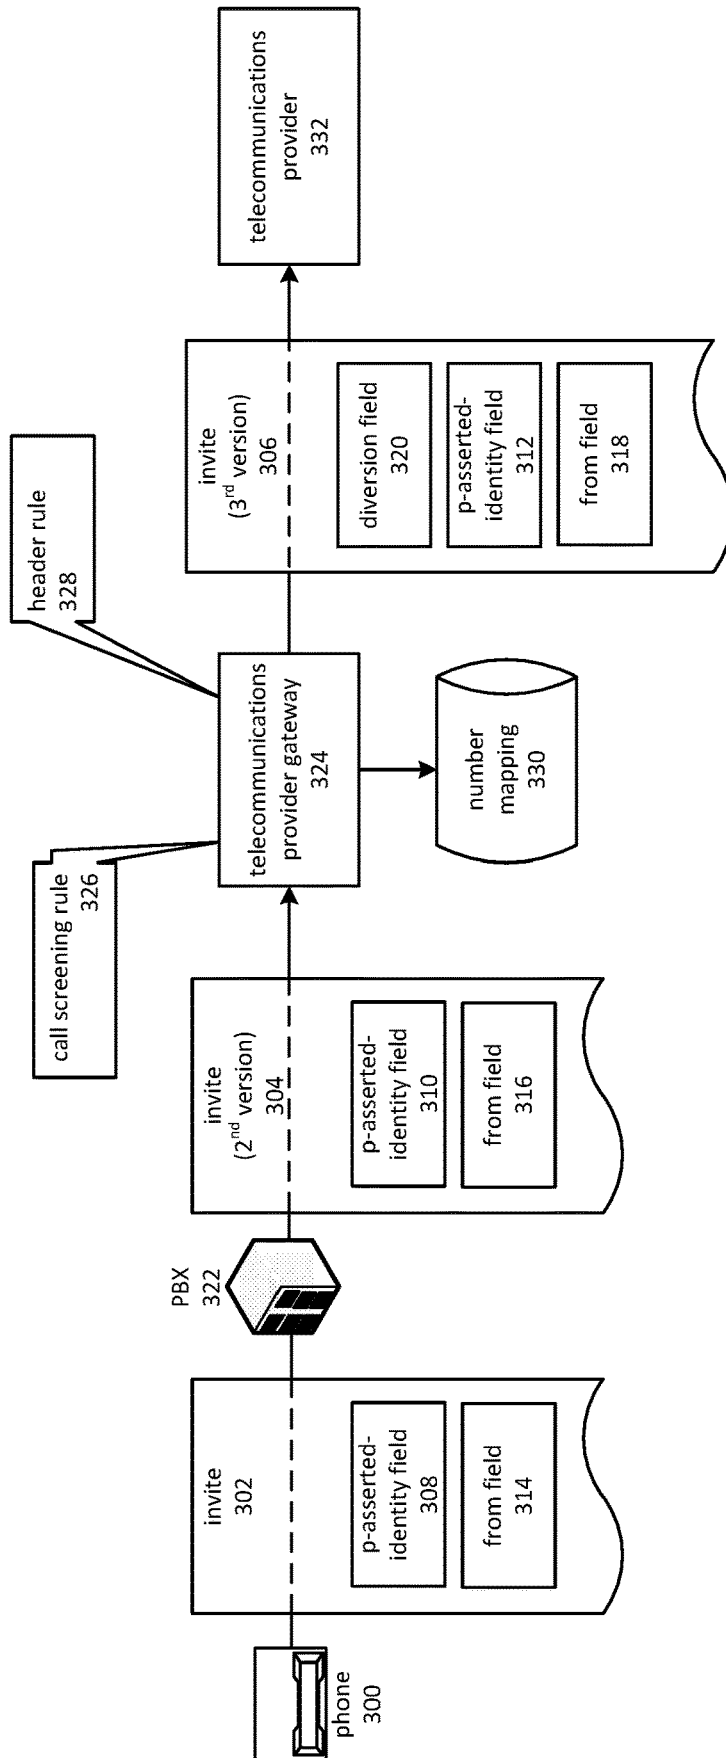 phone
300
invite
302
p-asserted-
identity field
308
from field
314
PBX
322
invite
(2nd version)
304
p-asserted-
identity field
310
from field
316
call screening rule
326
header rule
328
telecommunications
provider gateway
324
number
mapping
330
invite
(3rd version)
306
diversion field
320
p-asserted-
identity field
312
from field
318
telecommunications
provider
332